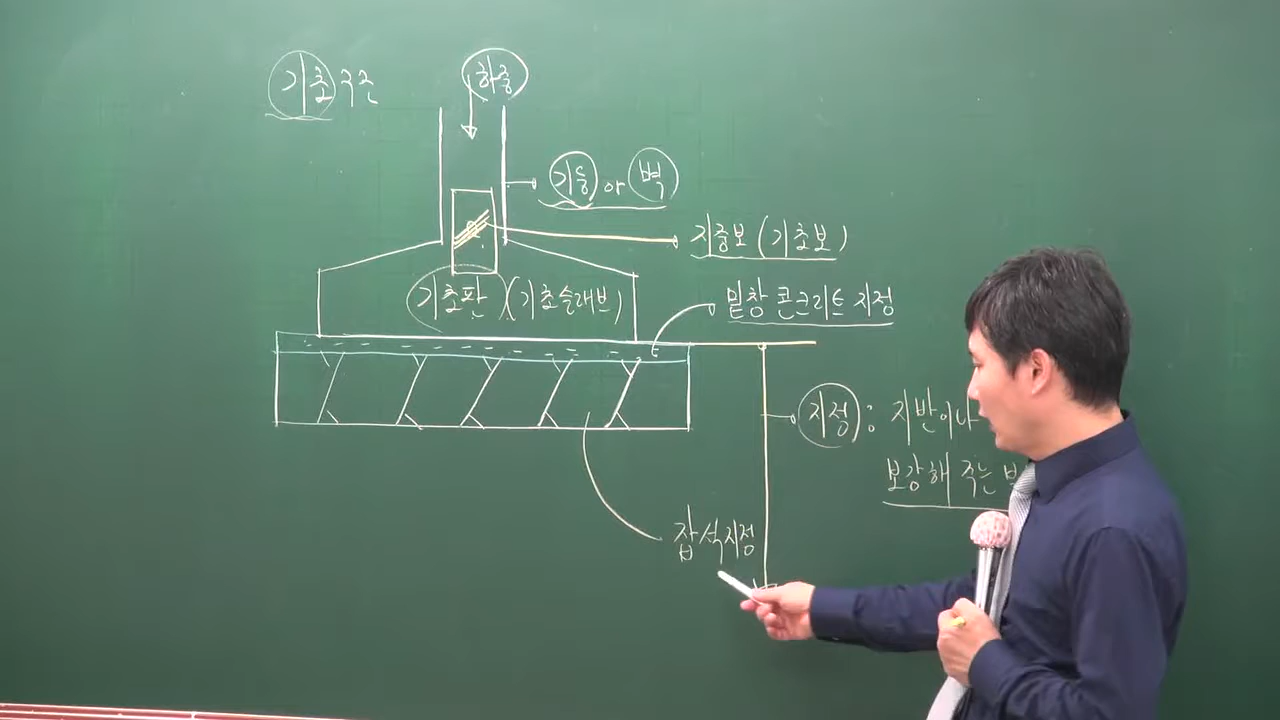 기초구조
하중
기둥 or 벽
지중보 (기초보)
기초판 (기초슬래브)
밑창 콘크리트 지정
지정 : 지반이나
보강해 주는
잡석지정